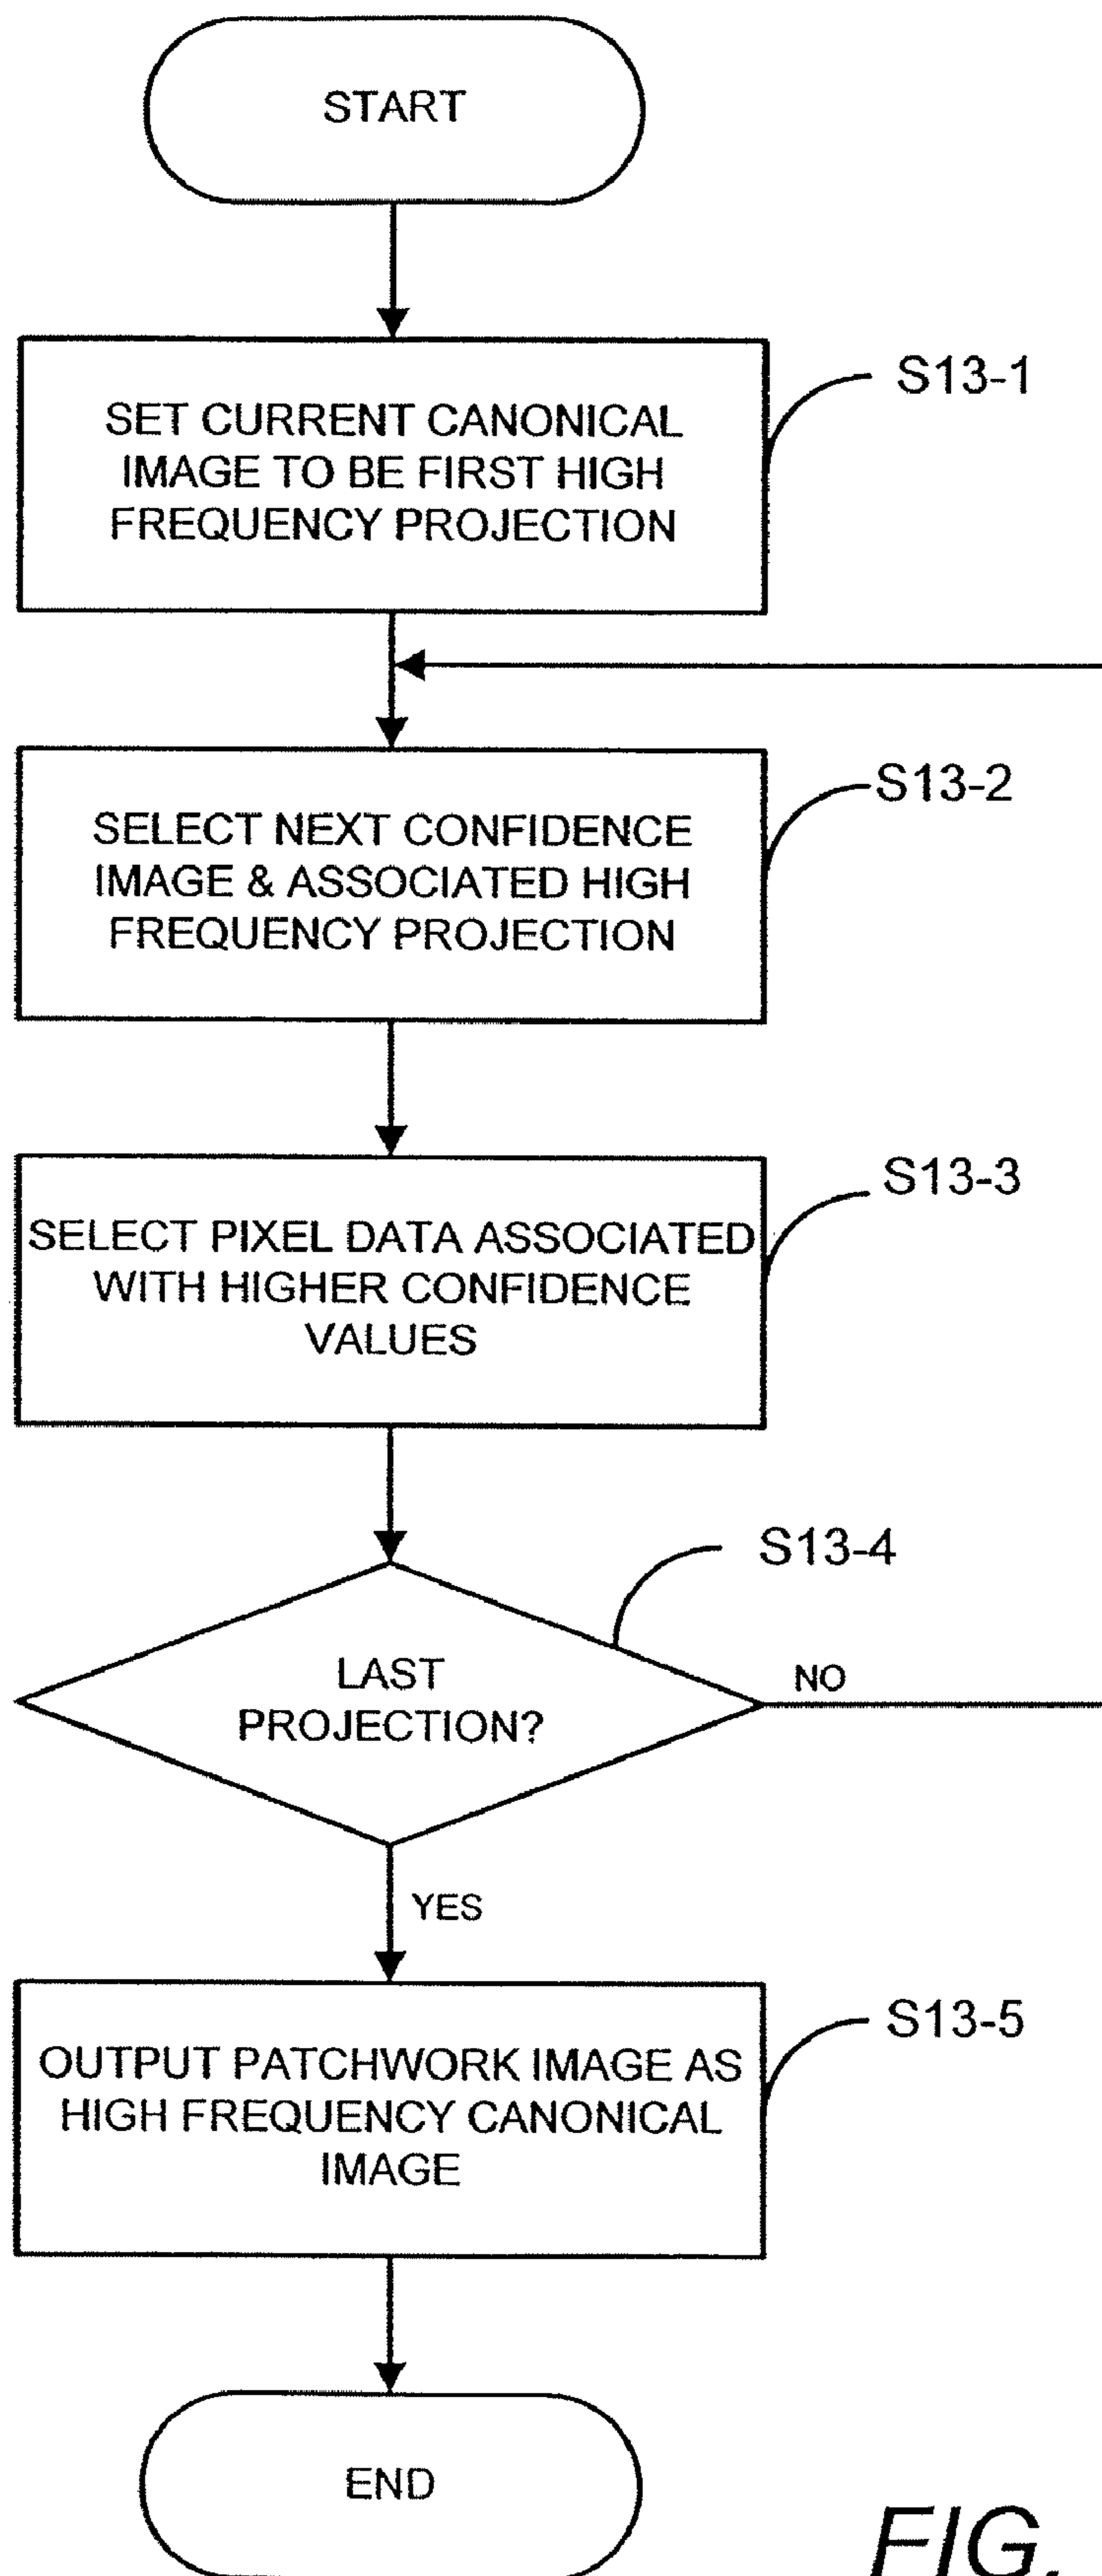 START
SET CURRENT CANONICAL
IMAGE TO BE FIRST HIGH
FREQUENCY PROJECTION
S13-1
SELECT NEXT CONFIDENCE
IMAGE & ASSOCIATED HIGH
FREQUENCY PROJECTION
S13-2
SELECT PIXEL DATA ASSOCIATED
WITH HIGHER CONFIDENCE
VALUES
S13-3
LAST
PROJECTION?
S13-4
NO
YES
OUTPUT PATCHWORK IMAGE AS
HIGH FREQUENCY CANONICAL
IMAGE
S13-5
END
FIG.